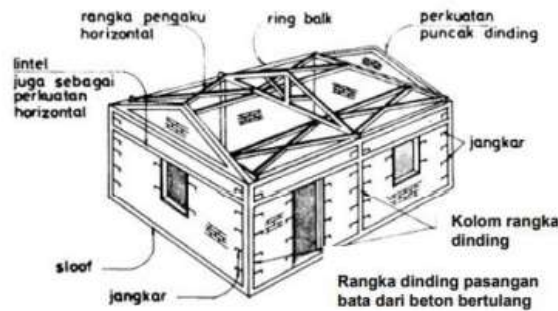 rangka pengaku
horizontal
ring balk
perkuatan
puncak dinding
lintel
juga sebagai
perkuatan
horizontal
jangkar
Kolom rangka
dinding
sloof
jangkar
Rangka dinding pasangan
bata dari beton bertulang